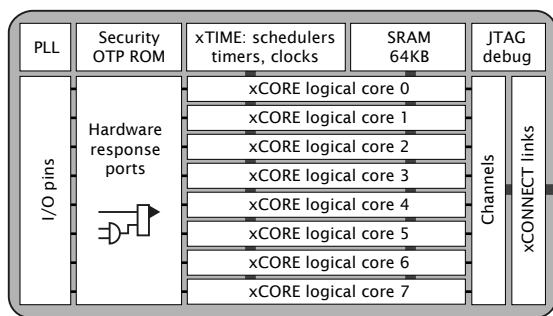 PLL
Security
OTP ROM
xTIME: schedulers
timers, clocks
SRAM
64KB
JTAG
debug
I/O pins
Hardware
response
ports
xCORE logical core 0
xCORE logical core 1
xCORE logical core 2
xCORE logical core 3
xCORE logical core 4
xCORE logical core 5
xCORE logical core 6
xCORE logical core 7
Channels
xCONNECT links